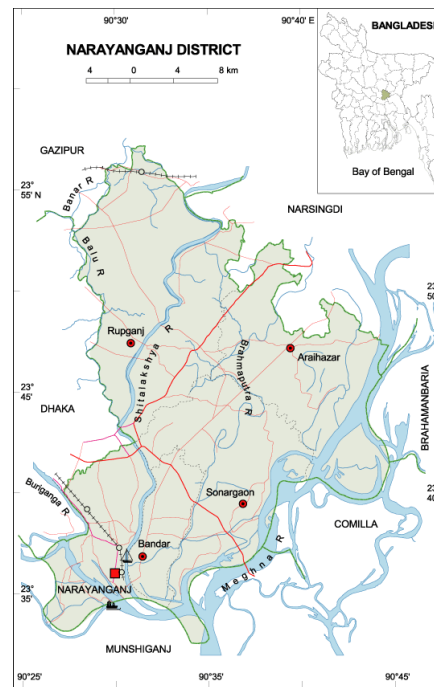 90°30'
90°40' E
NARAYANGANJ DISTRICT
4 0 4 8 km
BANGLADESH
Bay of Bengal
GAZIPUR
23°
55' N
Banar R
Balu R
NARSINGDI
Rupganj
Shitalakshya R
Brahmaputra R
Araihazar
23°
45'
DHAKA
BRAHAMANBARIA
Buriganga R
Sonargaon
COMILLA
Bandar
Meghna R
NARAYANGANJ
23°
35'
MUNSHIGANJ
90°25'
90°35'
90°45'